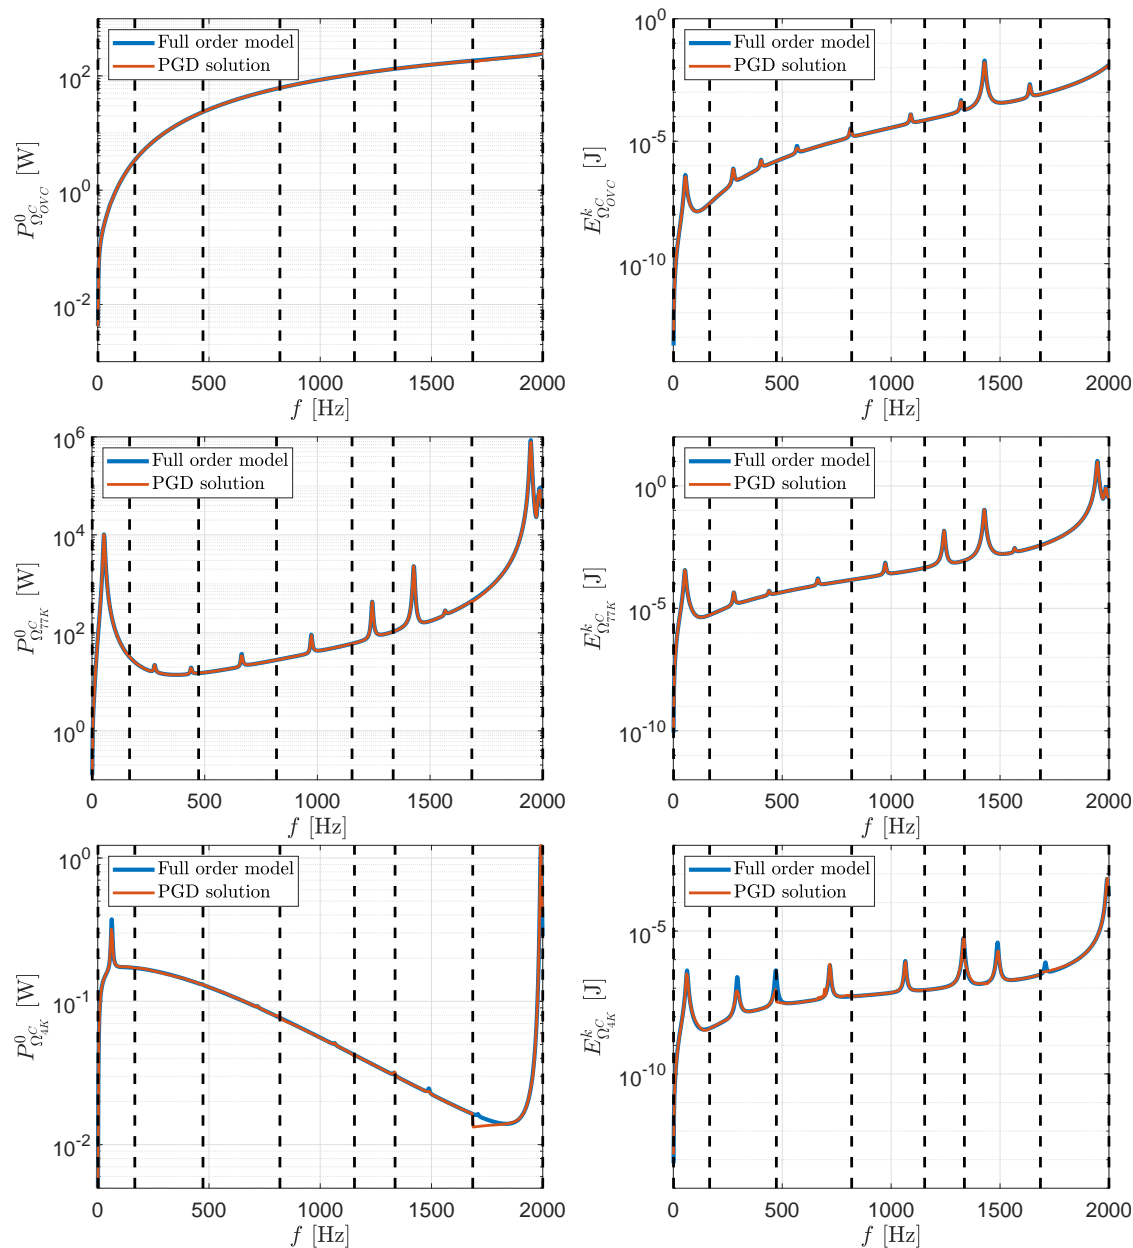 Full order model
PGD solution
10^2
10^0
10^-2
P^0_{Ω^C_{OVC}} [W]
0 500 1000 1500 2000
f [Hz]
Full order model
PGD solution
10^0
10^-5
10^-10
E^k_{Ω^C_{OVC}} [J]
0 500 1000 1500 2000
f [Hz]
Full order model
PGD solution
10^6
10^4
10^2
10^0
P^0_{Ω^C_{77K}} [W]
0 500 1000 1500 2000
f [Hz]
Full order model
PGD solution
10^0
10^-5
10^-10
E^k_{Ω^C_{77K}} [J]
0 500 1000 1500 2000
f [Hz]
Full order model
PGD solution
10^0
10^-1
10^-2
P^0_{Ω^C_{4K}} [W]
0 500 1000 1500 2000
f [Hz]
Full order model
PGD solution
10^-5
10^-10
E^k_{Ω^C_{4K}} [J]
0 500 1000 1500 2000
f [Hz]